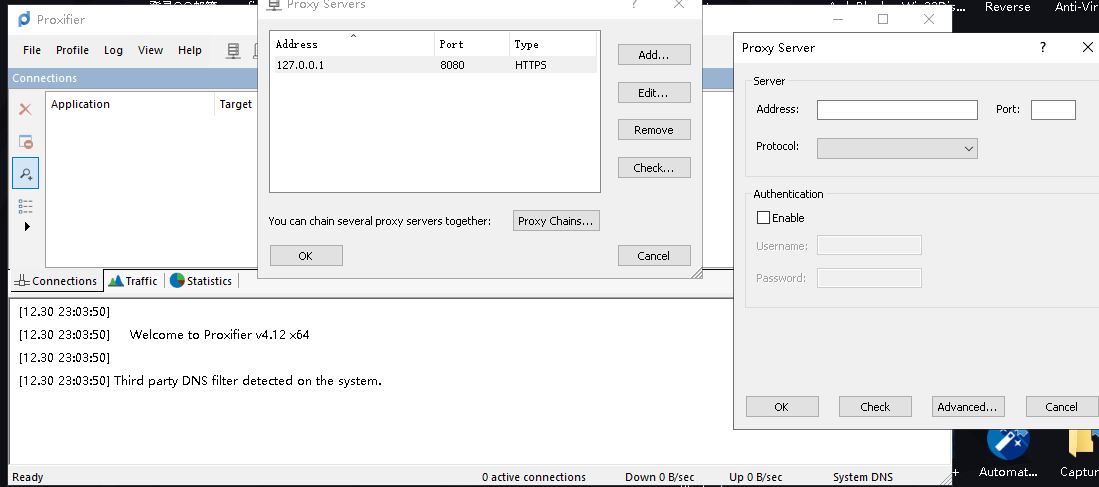 Reverse
Anti-Vir
Proxifier
File Profile Log View Help
Connections
Application Target
Proxy Servers
?
Address Port Type
127.0.0.1 8080 HTTPS
Add...
Edit...
Remove
Check...
You can chain several proxy servers together: Proxy Chains...
OK Cancel
Proxy Server ?
Server
Address: Port:
Protocol:
Authentication
Enable
Username:
Password:
OK Check Advanced... Cancel
Connections Traffic Statistics
[12.30 23:03:50]
[12.30 23:03:50] Welcome to Proxifier v4.12 x64
[12.30 23:03:50]
[12.30 23:03:50] Third party DNS filter detected on the system.
Ready 0 active connections Down 0 B/sec Up 0 B/sec System DNS
Automat...
Captur